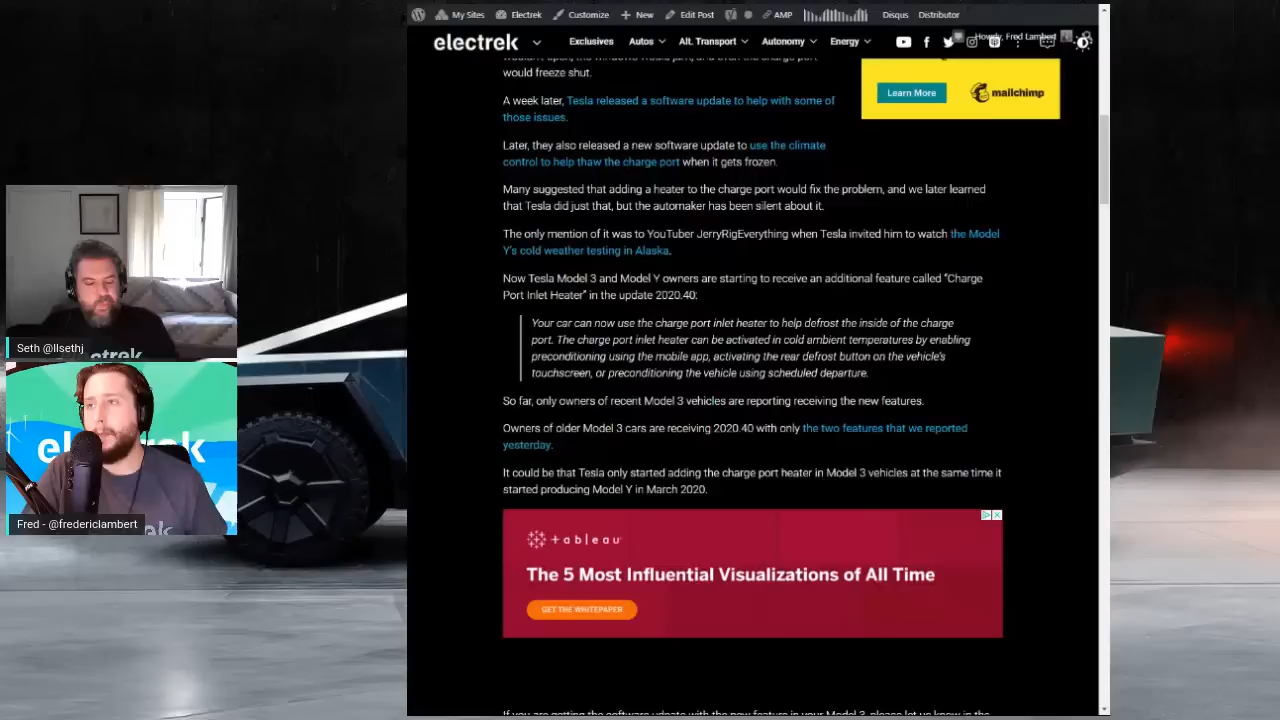 My Sites Electrek Customize New Edit Post AMP Disqus Distributor
electrek Exclusives Autos Alt. Transport Autonomy Energy Howdy, Fred Lambert
wouldn't open, the windows would jam, and even the charge port
would freeze shut.
Learn More mailchimp
A week later, Tesla released a software update to help with some of
those issues.
Later, they also released a new software update to use the climate
control to help thaw the charge port when it gets frozen.
Many suggested that adding a heater to the charge port would fix the problem, and we later learned
that Tesla did just that, but the automaker has been silent about it.
The only mention of it was to YouTuber JerryRigEverything when Tesla invited him to watch the Model
Y's cold weather testing in Alaska.
Now Tesla Model 3 and Model Y owners are starting to receive an additional feature called “Charge
Port Inlet Heater” in the update 2020.40:
Your car can now use the charge port inlet heater to help defrost the inside of the charge
port. The charge port inlet heater can be activated in cold ambient temperatures by enabling
preconditioning using the mobile app, activating the rear defrost button on the vehicle's
touchscreen, or preconditioning the vehicle using scheduled departure.
So far, only owners of recent Model 3 vehicles are reporting receiving the new features.
Owners of older Model 3 cars are receiving 2020.40 with only the two features that we reported
yesterday.
It could be that Tesla only started adding the charge port heater in Model 3 vehicles at the same time it
started producing Model Y in March 2020.
+ableau
The 5 Most Influential Visualizations of All Time
GET THE WHITEPAPER
If you are getting the software update with the new feature in your Model 3, please let us know in the
Seth @llsethj
electrek
Fred - @fredericlambert